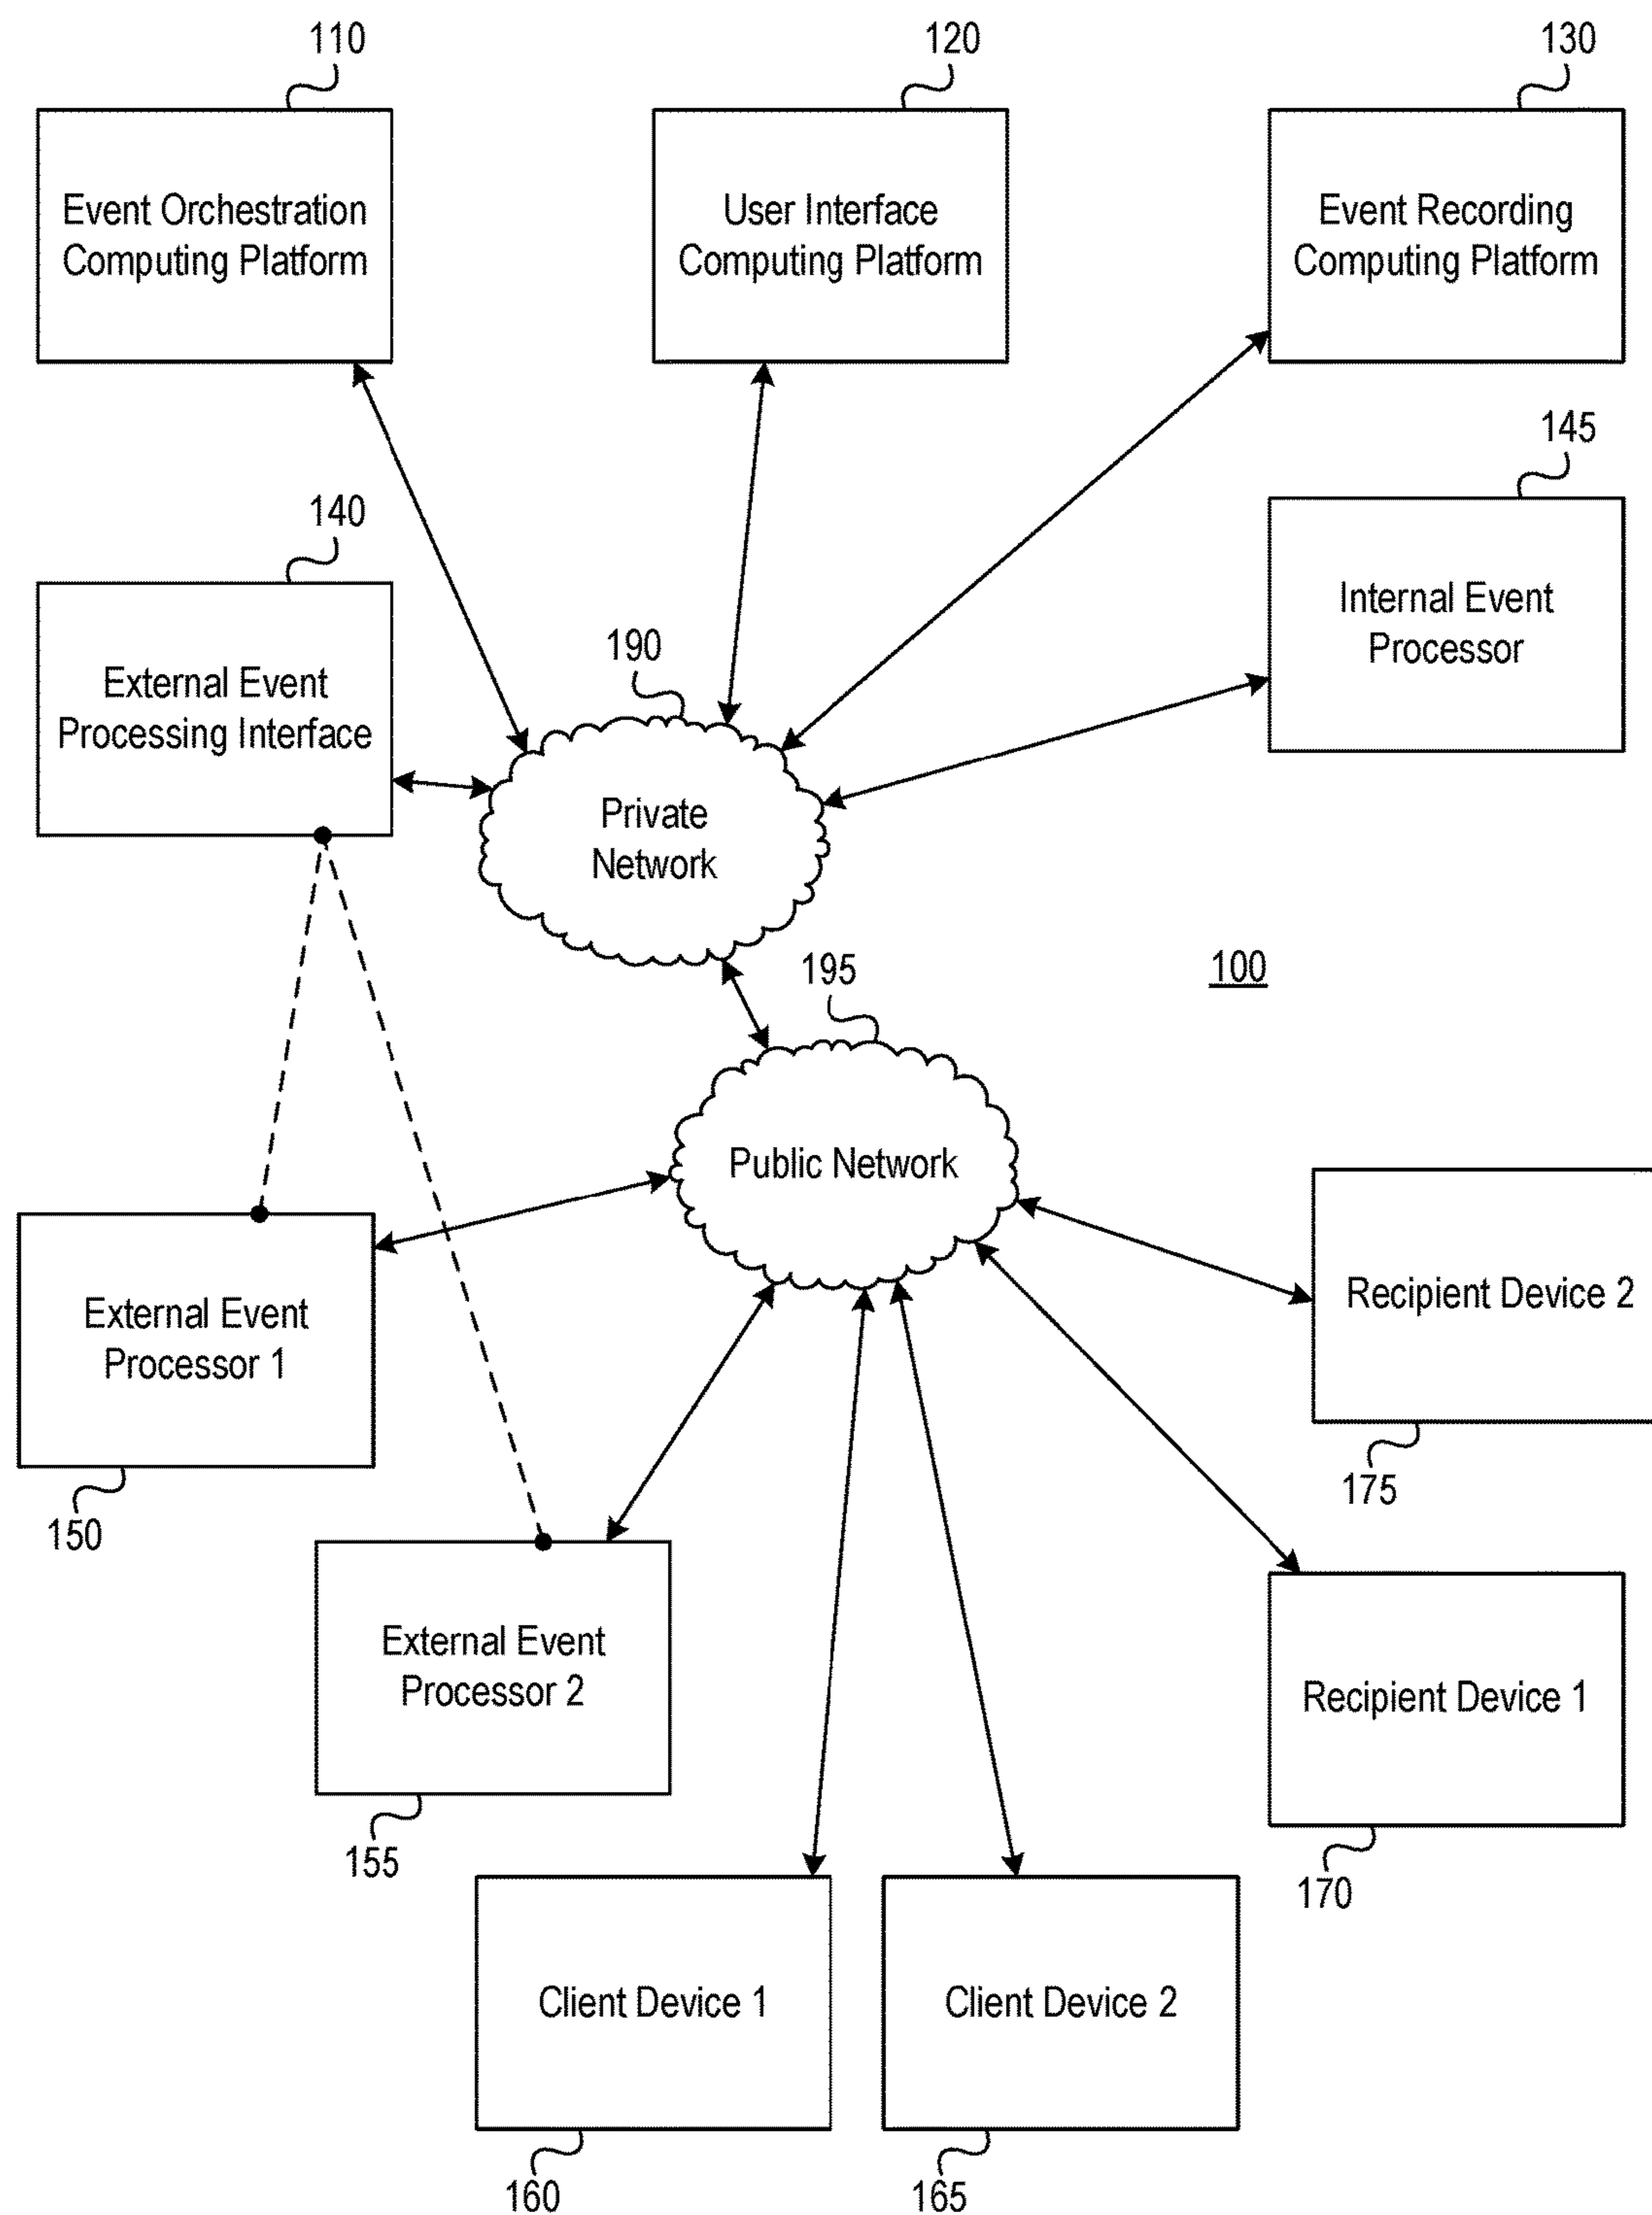 110
120
130
Event Orchestration
Computing Platform
User Interface
Computing Platform
Event Recording
Computing Platform
145
140
Internal Event
Processor
190
External Event
Processing Interface
Private
Network
195
100
Public Network
Recipient Device 2
External Event
Processor 1
175
150
External Event
Processor 2
Recipient Device 1
155
170
Client Device 1
Client Device 2
160
165